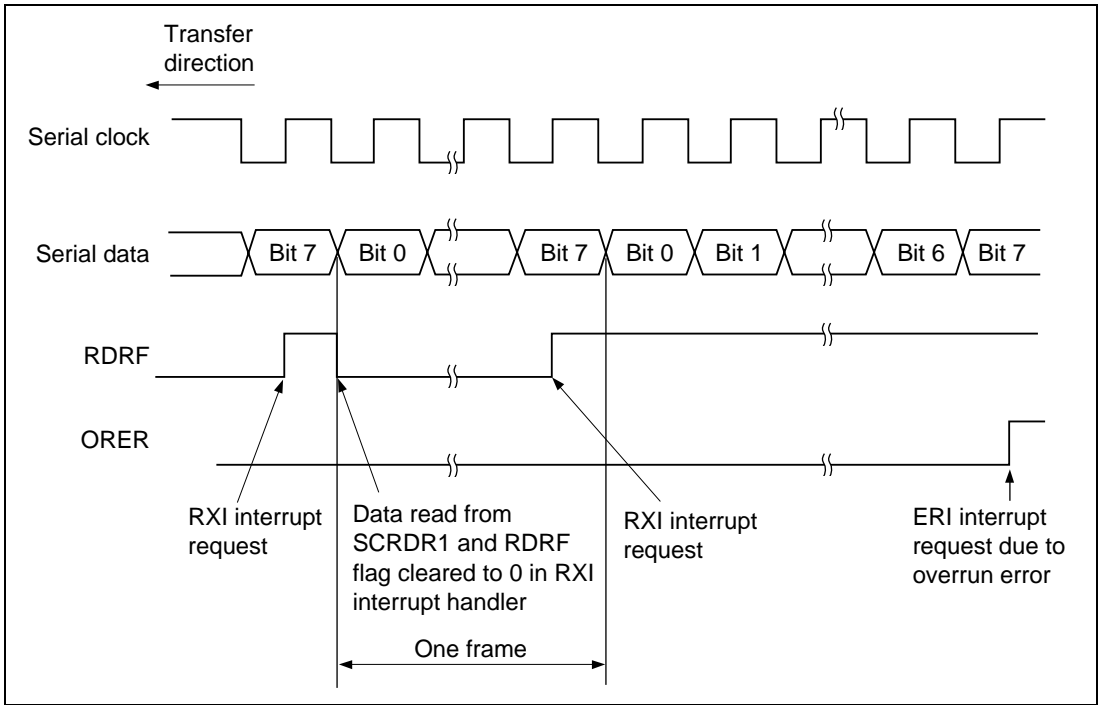 Transfer
direction
Serial clock
Serial data
Bit 7
Bit 0
Bit 7
Bit 0
Bit 1
Bit 6
Bit 7
RDRF
ORER
RXI interrupt
request
Data read from
SCRDR1 and RDRF
flag cleared to 0 in RXI
interrupt handler
RXI interrupt
request
ERI interrupt
request due to
overrun error
One frame